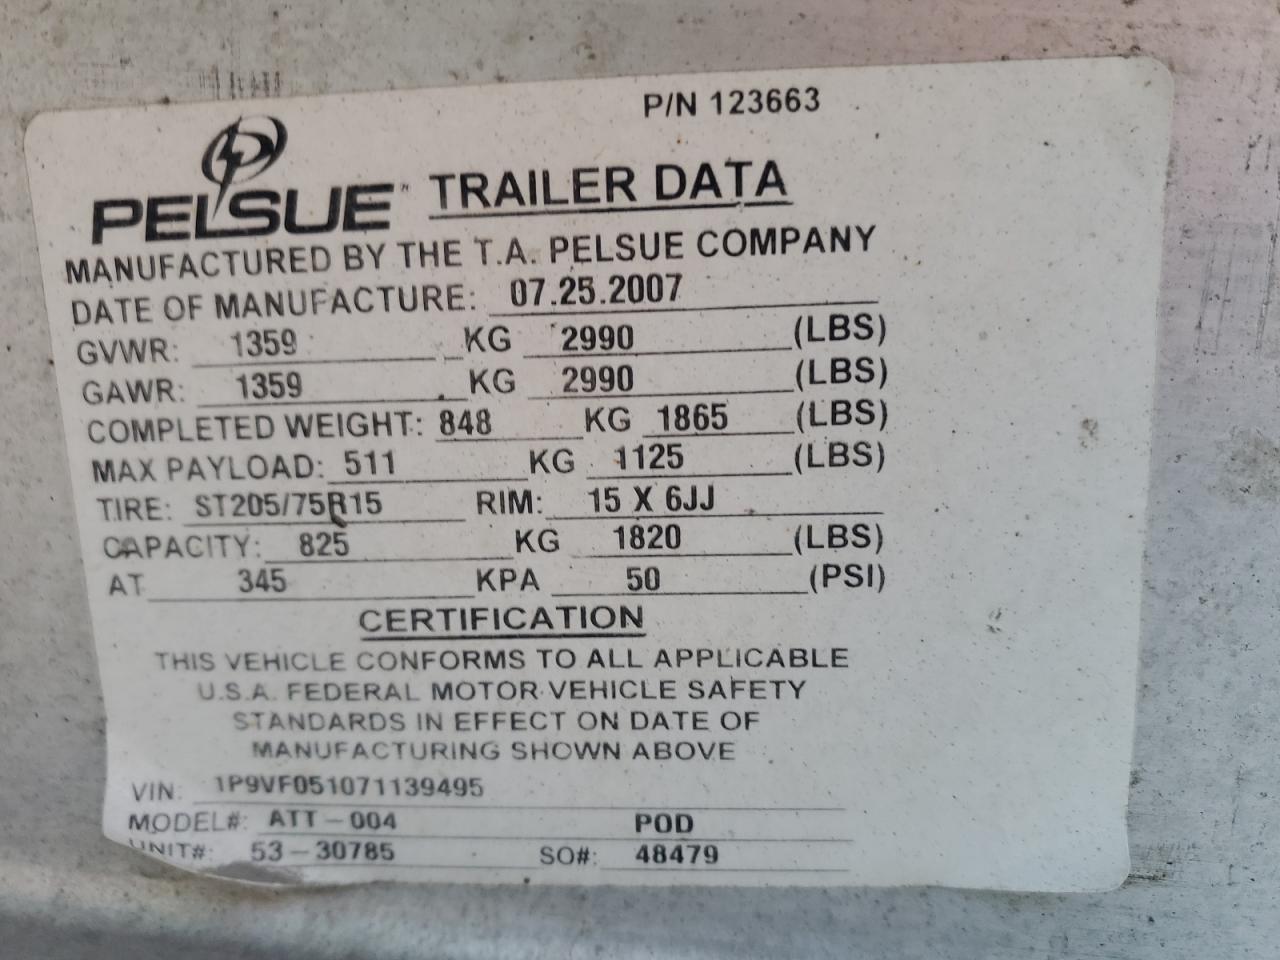 P/N 123663
PELSUE™ TRAILER DATA
MANUFACTURED BY THE T.A. PELSUE COMPANY
DATE OF MANUFACTURE: 07.25.2007
GVWR: 1359 KG 2990 (LBS)
GAWR: 1359 KG 2990 (LBS)
COMPLETED WEIGHT: 848 KG 1865 (LBS)
MAX PAYLOAD: 511 KG 1125 (LBS)
TIRE: ST205/75R15 RIM: 15 X 6JJ
CAPACITY: 825 KG 1820 (LBS)
AT 345 KPA 50 (PSI)
CERTIFICATION
THIS VEHICLE CONFORMS TO ALL APPLICABLE
U.S.A. FEDERAL MOTOR VEHICLE SAFETY
STANDARDS IN EFFECT ON DATE OF
MANUFACTURING SHOWN ABOVE
VIN: 1P9VF051071139495
MODEL#: ATT-004 POD
UNIT#: 53-30785 SO#: 48479